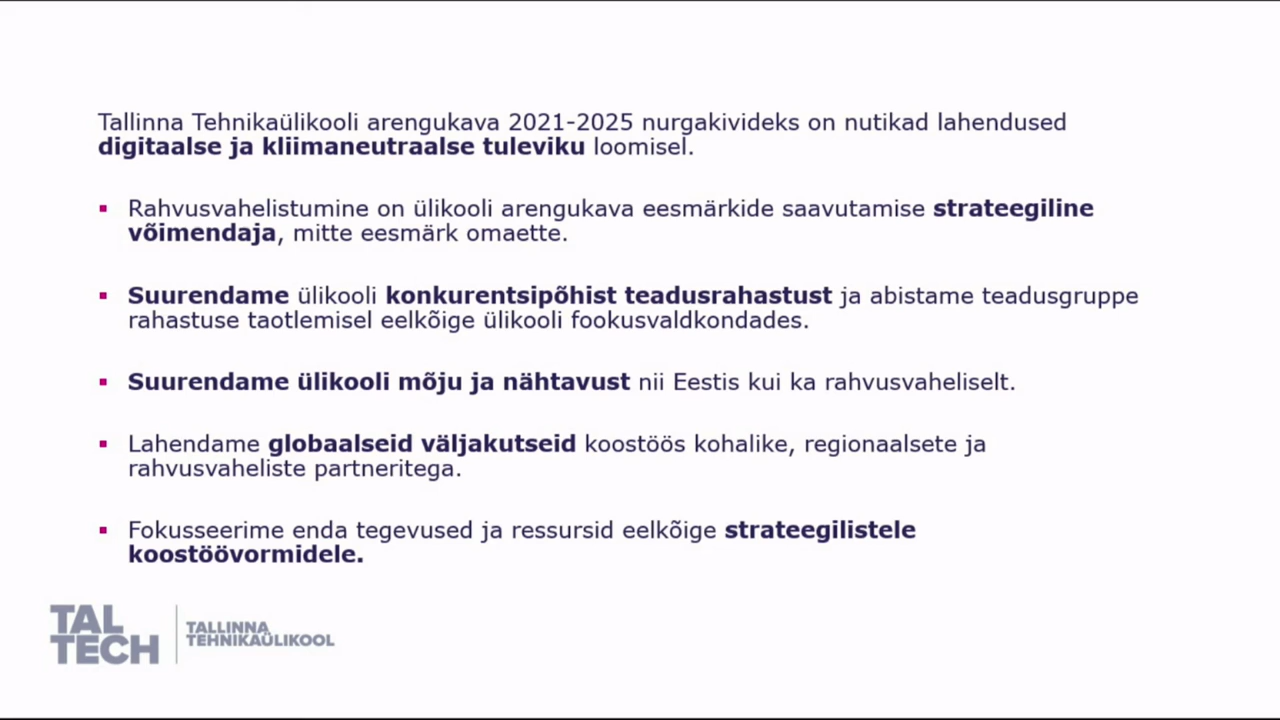 Tallinna Tehnikaülikooli arengukava 2021-2025 nurgakivideks on nutikad lahendused
digitaalse ja kliimaneutraalse tuleviku loomisel.
▪ Rahvusvahelistumine on ülikooli arengukava eesmärkide saavutamise strateegiline
võimendaja, mitte eesmärk omaette.
▪ Suurendame ülikooli konkurentsipõhist teadusrahastust ja abistame teadusgruppe
rahastuse taotlemisel eelkõige ülikooli fookusvaldkondades.
▪ Suurendame ülikooli mõju ja nähtavust nii Eestis kui ka rahvusvaheliselt.
▪ Lahendame globaalseid väljakutseid koostöös kohalike, regionaalsete ja
rahvusvaheliste partneritega.
▪ Fokusseerime enda tegevused ja ressursid eelkõige strateegilistele
koostöövormidele.
TAL
TECH
TALLINNA
TEHNIKAÜLIKOOL